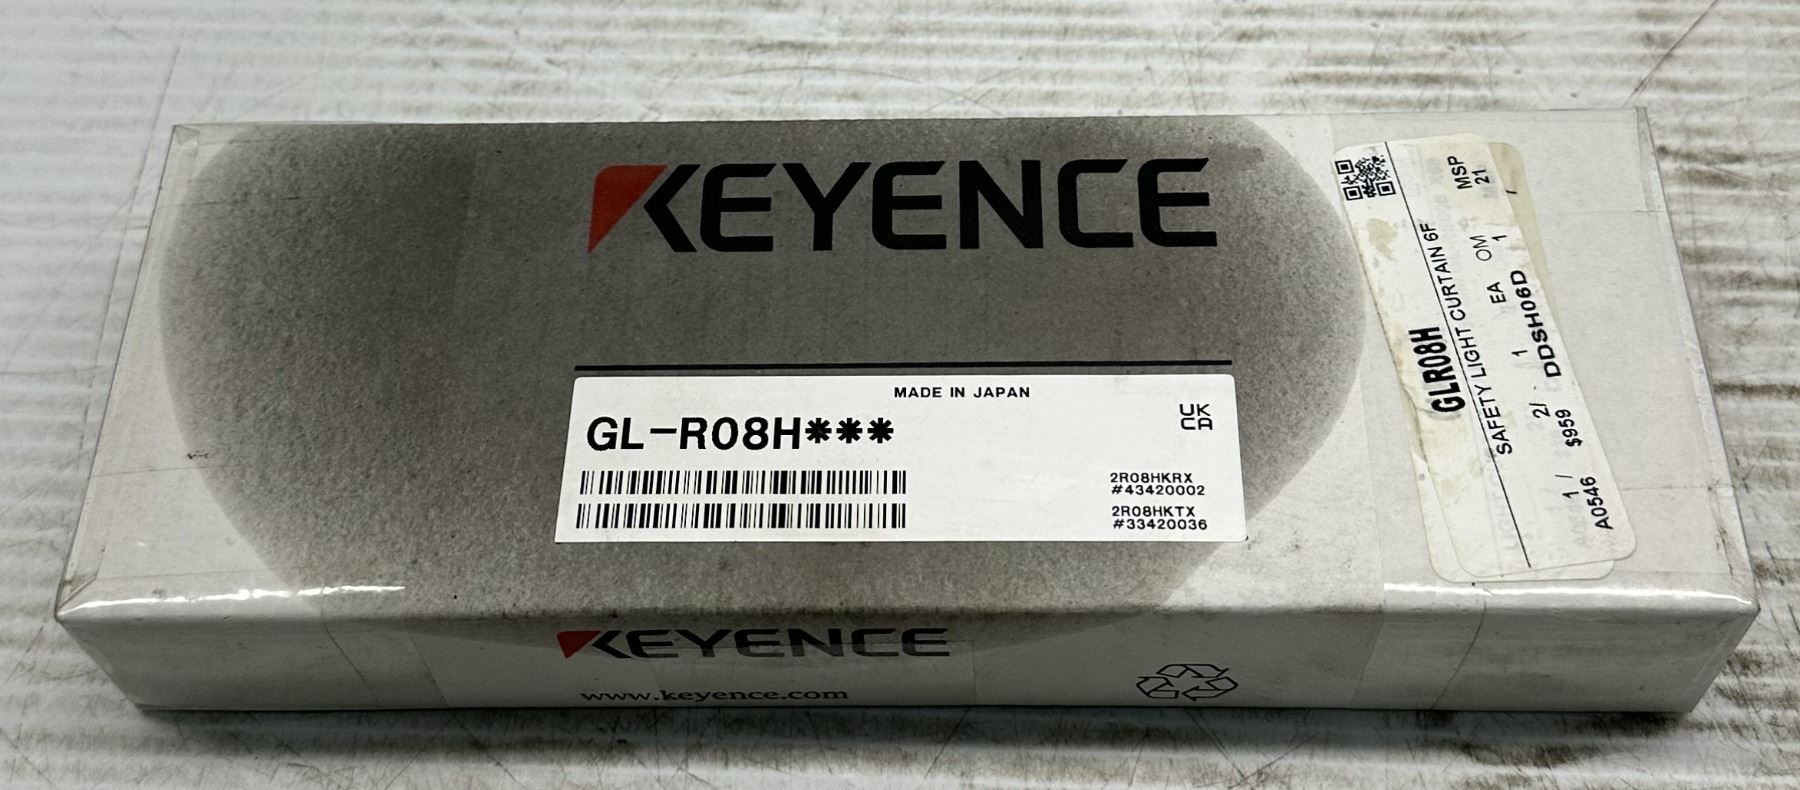 KEYENCE
MADE IN JAPAN
GL-R08H***
UK
CA
2R08HKRX
#43420002
2R08HKTX
#33420036
KEYENCE
www.keyence.com
GLR08H
SAFETY LIGHT CURTAIN 6F
MSP
EA OM 21
2/ 1 1
1 / $959 DDSH06D
A0546